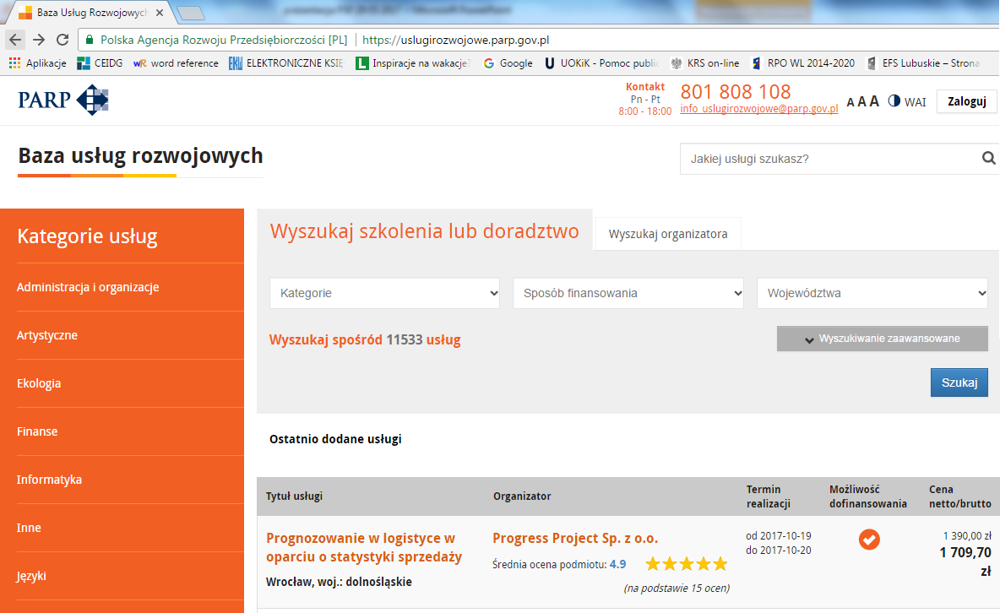 Baza Usług Rozwojowych
Polska Agencja Rozwoju Przedsiębiorczości [PL] https://uslugirozwojowe.parp.gov.pl
Aplikacje CEIDG word reference ELEKTRONICZNE KSIĘ Inspiracje na wakacje? Google UOKiK - Pomoc public KRS on-line RPO WL 2014-2020 EFS Lubuskie – Strona
PARP
Kontakt
Pn - Pt
8:00 - 18:00
801 808 108
info_uslugirozwojowe@parp.gov.pl
A A A WAI
Zaloguj
Baza usług rozwojowych
Jakiej usługi szukasz?
Kategorie usług
Administracja i organizacje
Artystyczne
Ekologia
Finanse
Informatyka
Inne
Języki
Wyszukaj szkolenia lub doradztwo
Wyszukaj organizatora
Kategorie Sposób finansowania Województwa
Wyszukaj spośród 11533 usług
Wyszukiwanie zaawansowane
Szukaj
Ostatnio dodane usługi
Tytuł usługi
Organizator
Termin
realizacji
Możliwość
dofinansowania
Cena
netto/brutto
Prognozowanie w logistyce w
oparciu o statystyki sprzedaży
Wrocław, woj.: dolnośląskie
Progress Project Sp. z o.o.
Średnia ocena podmiotu: 4.9
(na podstawie 15 ocen)
od 2017-10-19
do 2017-10-20
1 390,00 zł
1 709,70
zł